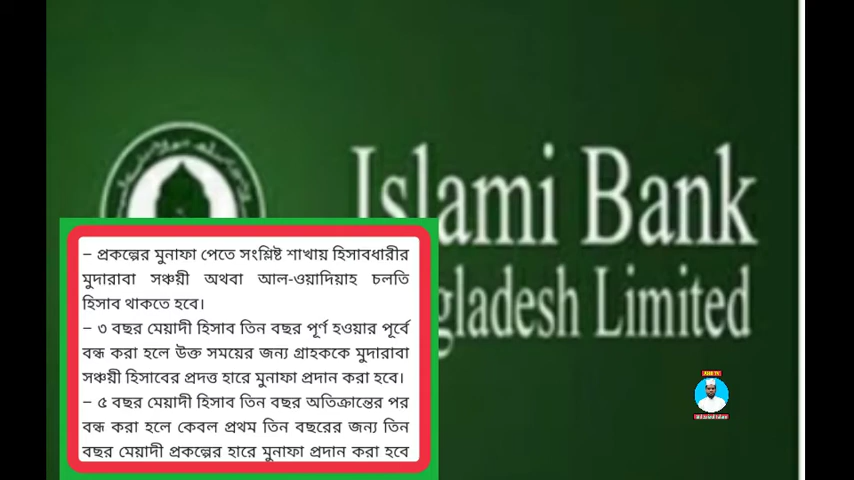 Islami Bank
gladesh Limited
– প্রকল্পের মুনাফা পেতে সংশ্লিষ্ট শাখায় হিসাবধারীর
মুদারাবা সঞ্চয়ী অথবা আল-ওয়াদিয়াহ চলতি
হিসাব থাকতে হবে।
– ৩ বছর মেয়াদী হিসাব তিন বছর পূর্ণ হওয়ার পূর্বে
বন্ধ করা হলে উক্ত সময়ের জন্য গ্রাহককে মুদারাবা
সঞ্চয়ী হিসাবের প্রদত্ত হারে মুনাফা প্রদান করা হবে।
– ৫ বছর মেয়াদী হিসাব তিন বছর অতিক্রান্তের পর
বন্ধ করা হলে কেবল প্রথম তিন বছরের জন্য তিন
বছর মেয়াদী প্রকল্পের হারে মুনাফা প্রদান করা হবে